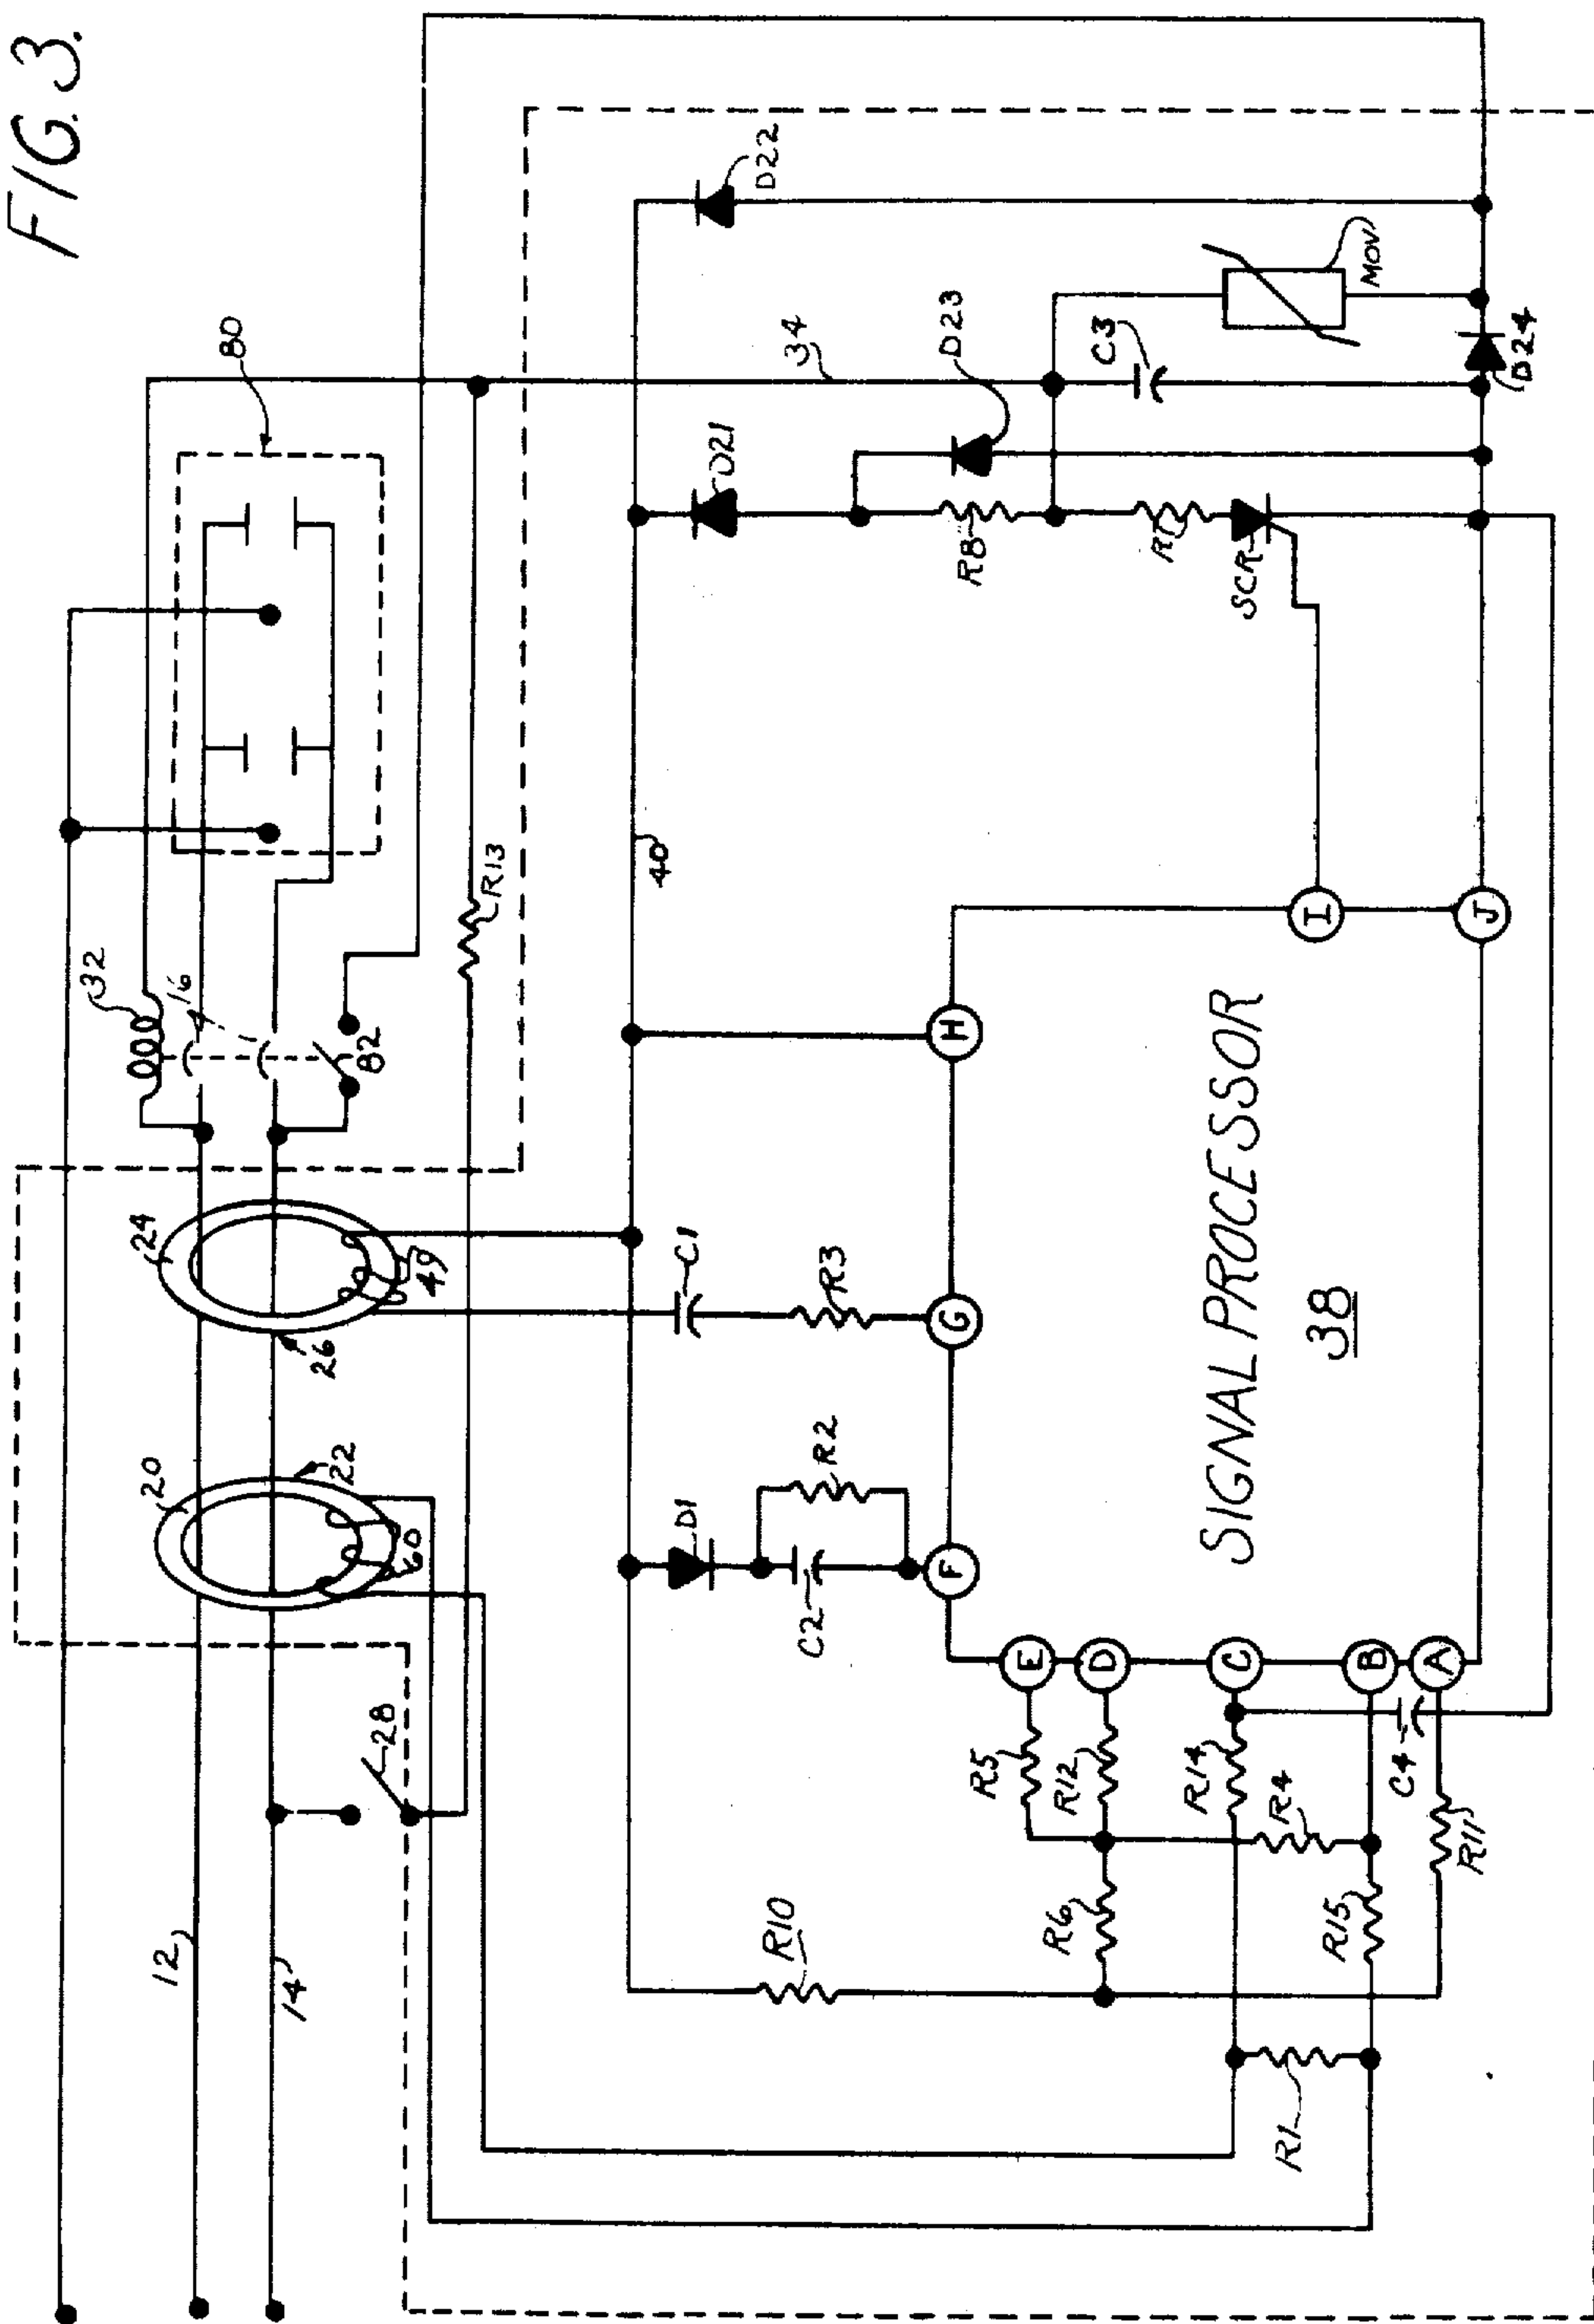 FIG. 3.
80
32
16
82
R13
24
26
49
20
22
60
28
12
14
34
40
D22
D21
D23
C3
MOV
D24
R8
SCR
C1
R3
D1
C2
R2
R10
R5
R12
R6
R14
R4
R15
C4
R11
R1
A
B
C
D
E
F
G
H
I
J
SIGNAL PROCESSOR
38